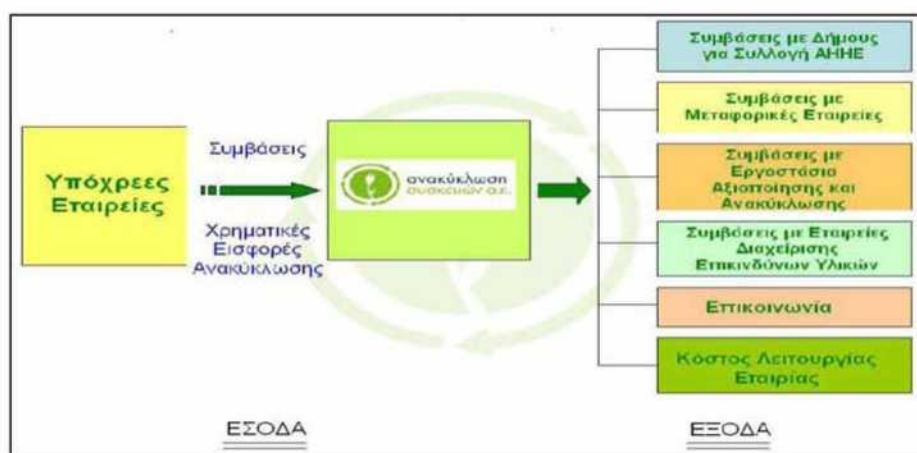 Υπόχρεες
Εταιρείες
Συμβάσεις
Χρηματικές
Εισφορές
Ανακύκλωσης
ανακύκλωση
συσκευών α.ε.
Συμβάσεις με Δήμους
για Συλλογή ΑΗΗΕ
Συμβάσεις με
Μεταφορικές Εταιρείες
Συμβάσεις με
Εργοστάσια
Αξιοποίησης και
Ανακύκλωσης
Συμβάσεις με Εταιρείες
Διαχείρισης
Επικινδύνων Υλικών
Επικοινωνία
Κόστος Λειτουργίας
Εταιρίας
ΕΣΟΔΑ
ΕΞΟΔΑ